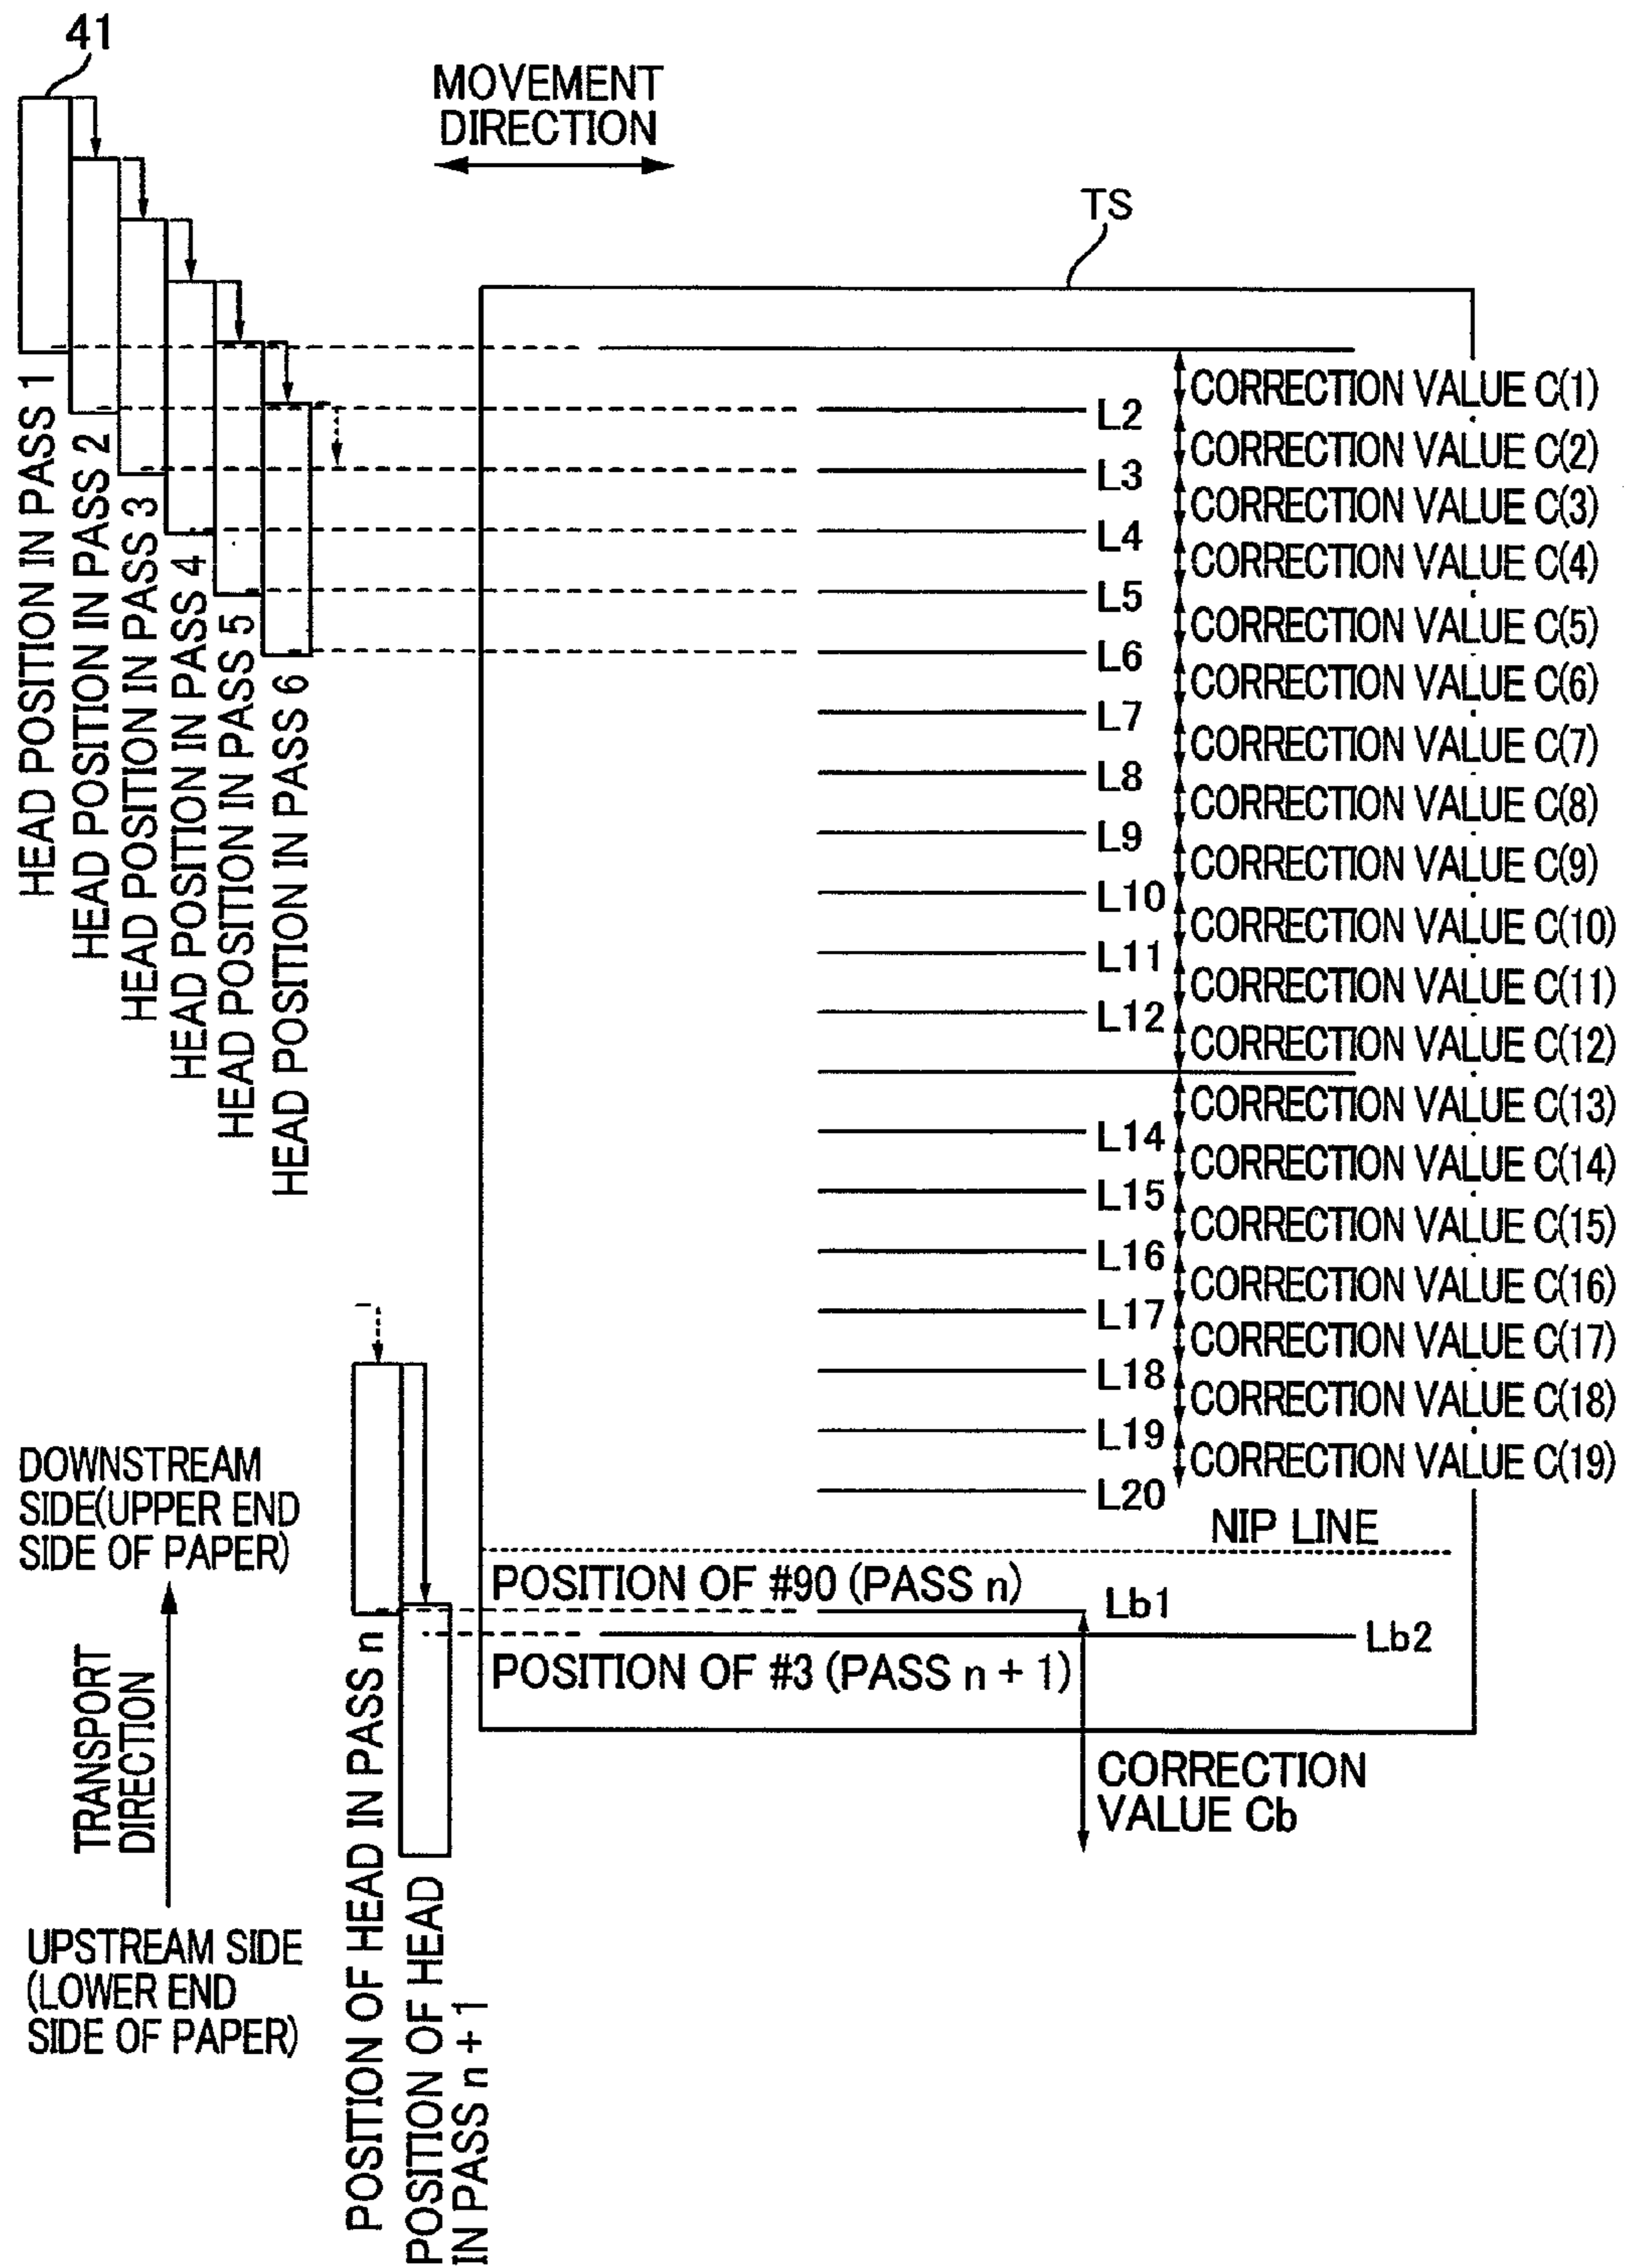 41
MOVEMENT
DIRECTION
TS
CORRECTION VALUE C(1)
L2
CORRECTION VALUE C(2)
L3
CORRECTION VALUE C(3)
L4
CORRECTION VALUE C(4)
L5
CORRECTION VALUE C(5)
L6
CORRECTION VALUE C(6)
L7
CORRECTION VALUE C(7)
L8
CORRECTION VALUE C(8)
L9
CORRECTION VALUE C(9)
L10
CORRECTION VALUE C(10)
L11
CORRECTION VALUE C(11)
L12
CORRECTION VALUE C(12)
CORRECTION VALUE C(13)
L14
CORRECTION VALUE C(14)
L15
CORRECTION VALUE C(15)
L16
CORRECTION VALUE C(16)
L17
CORRECTION VALUE C(17)
L18
CORRECTION VALUE C(18)
L19
CORRECTION VALUE C(19)
L20
NIP LINE
HEAD POSITION IN PASS 1
HEAD POSITION IN PASS 2
HEAD POSITION IN PASS 3
HEAD POSITION IN PASS 4
HEAD POSITION IN PASS 5
HEAD POSITION IN PASS 6
DOWNSTREAM
SIDE(UPPER END
SIDE OF PAPER)
TRANSPORT
DIRECTION
UPSTREAM SIDE
(LOWER END
SIDE OF PAPER)
POSITION OF #90 (PASS n)
Lb1
Lb2
POSITION OF #3 (PASS n + 1)
CORRECTION
VALUE Cb
POSITION OF HEAD IN PASS n
POSITION OF HEAD
IN PASS n + 1